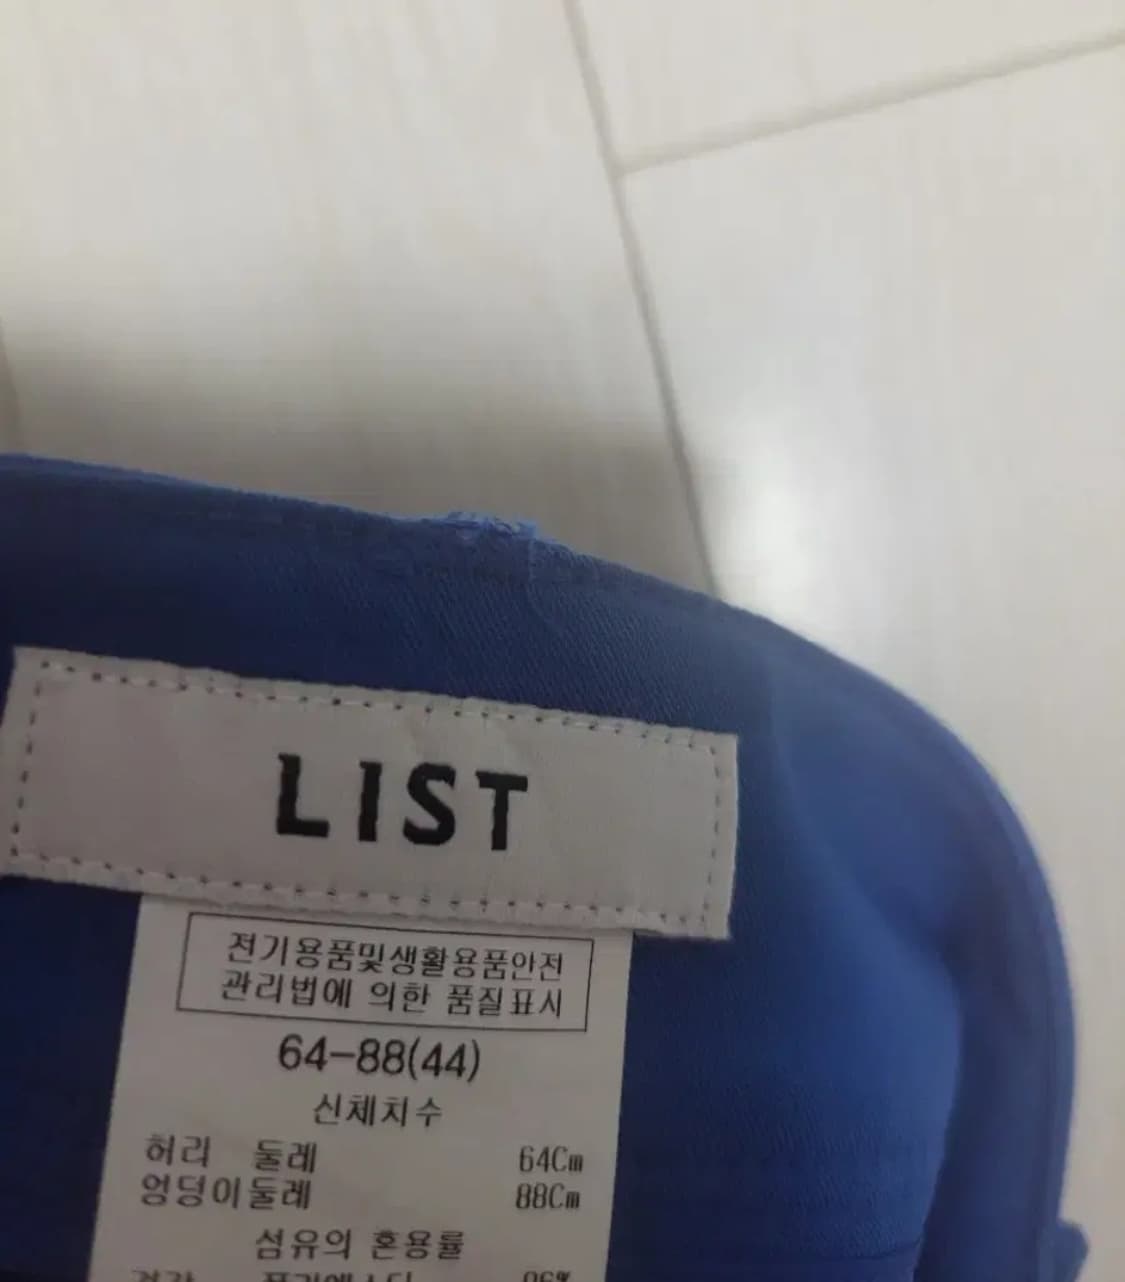 LIST
전기용품및생활용품안전
관리법에 의한 품질표시
64-88(44)
신체치수
허리 둘레 64Cm
엉덩이둘레 88Cm
섬유의 혼용률